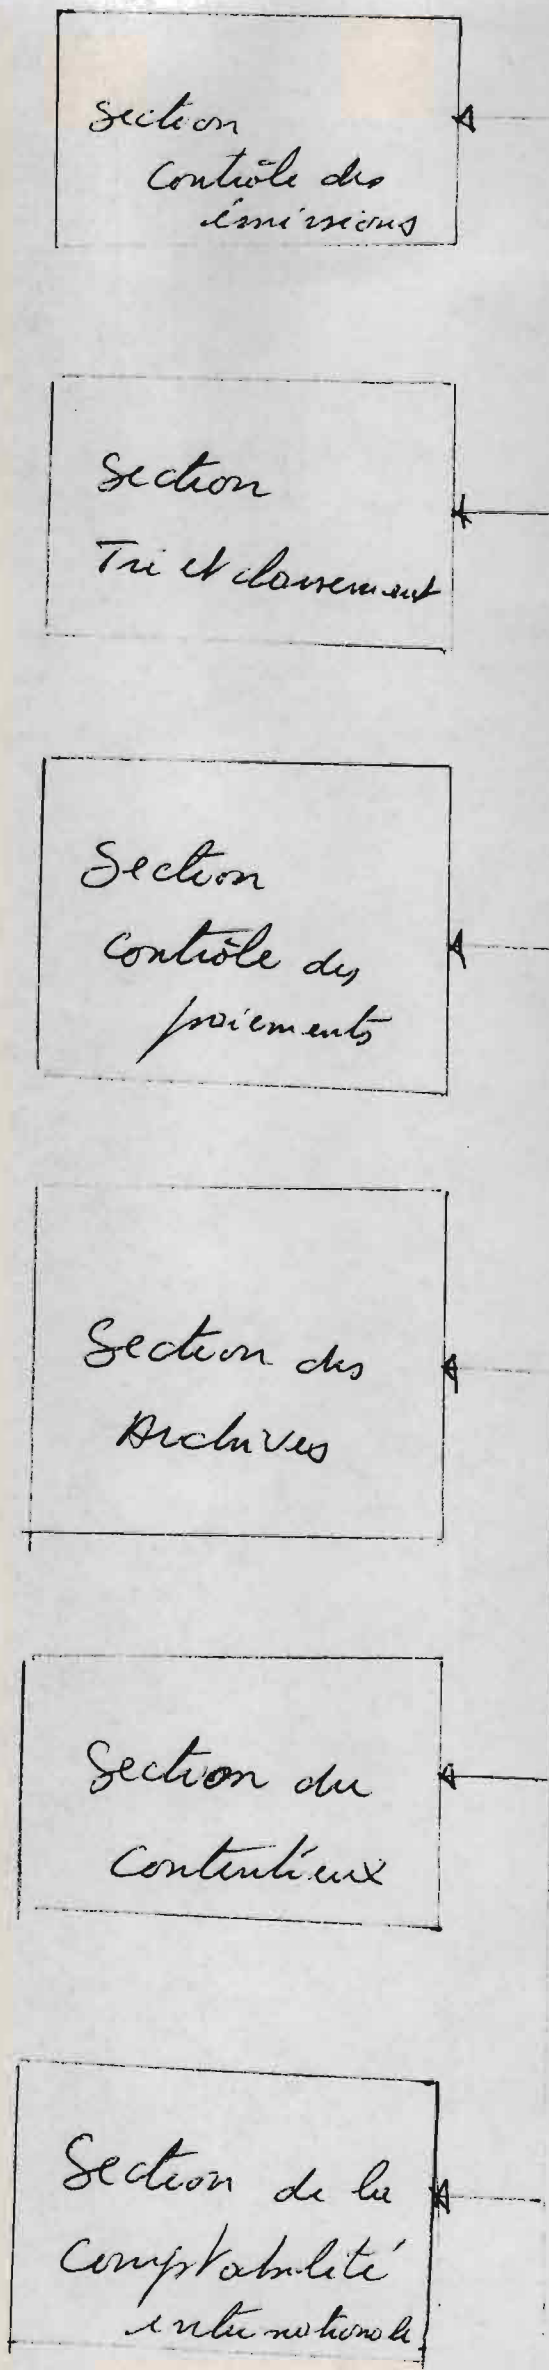 Section
Contrôle des
émissions
Section
Tri et classement
Section
Contrôle des
paiements
Section des
Archives
Section du
Contentieux
Section de la
Comptabilité
internationale